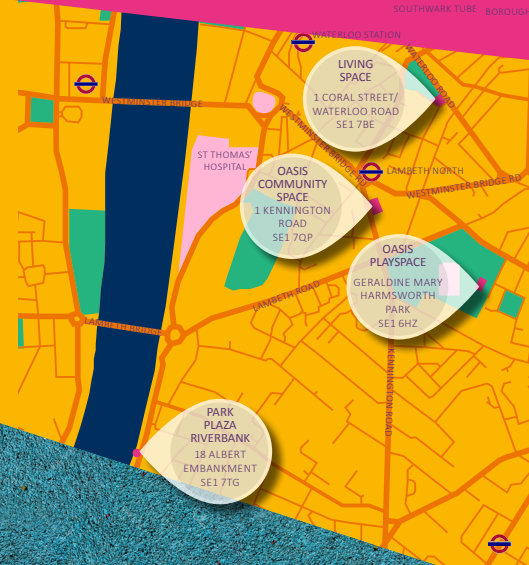 SOUTHWARK TUBE
BOROUGH
WATERLOO STATION
WATERLOO ROAD
LIVING
SPACE
1 CORAL STREET/
WATERLOO ROAD
SE1 7BE
WESTMINSTER BRIDGE
WESTMINSTER BRIDGE RD
ST THOMAS'
HOSPITAL
LAMBETH NORTH
WESTMINSTER BRIDGE RD
OASIS
COMMUNITY
SPACE
1 KENNINGTON
ROAD
SE1 7QP
OASIS
PLAYSPACE
GERALDINE MARY
HARMSWORTH
PARK
SE1 6HZ
LAMBETH ROAD
LAMBETH BRIDGE
KENNINGTON ROAD
PARK
PLAZA
RIVERBANK
18 ALBERT
EMBANKMENT
SE1 7TG